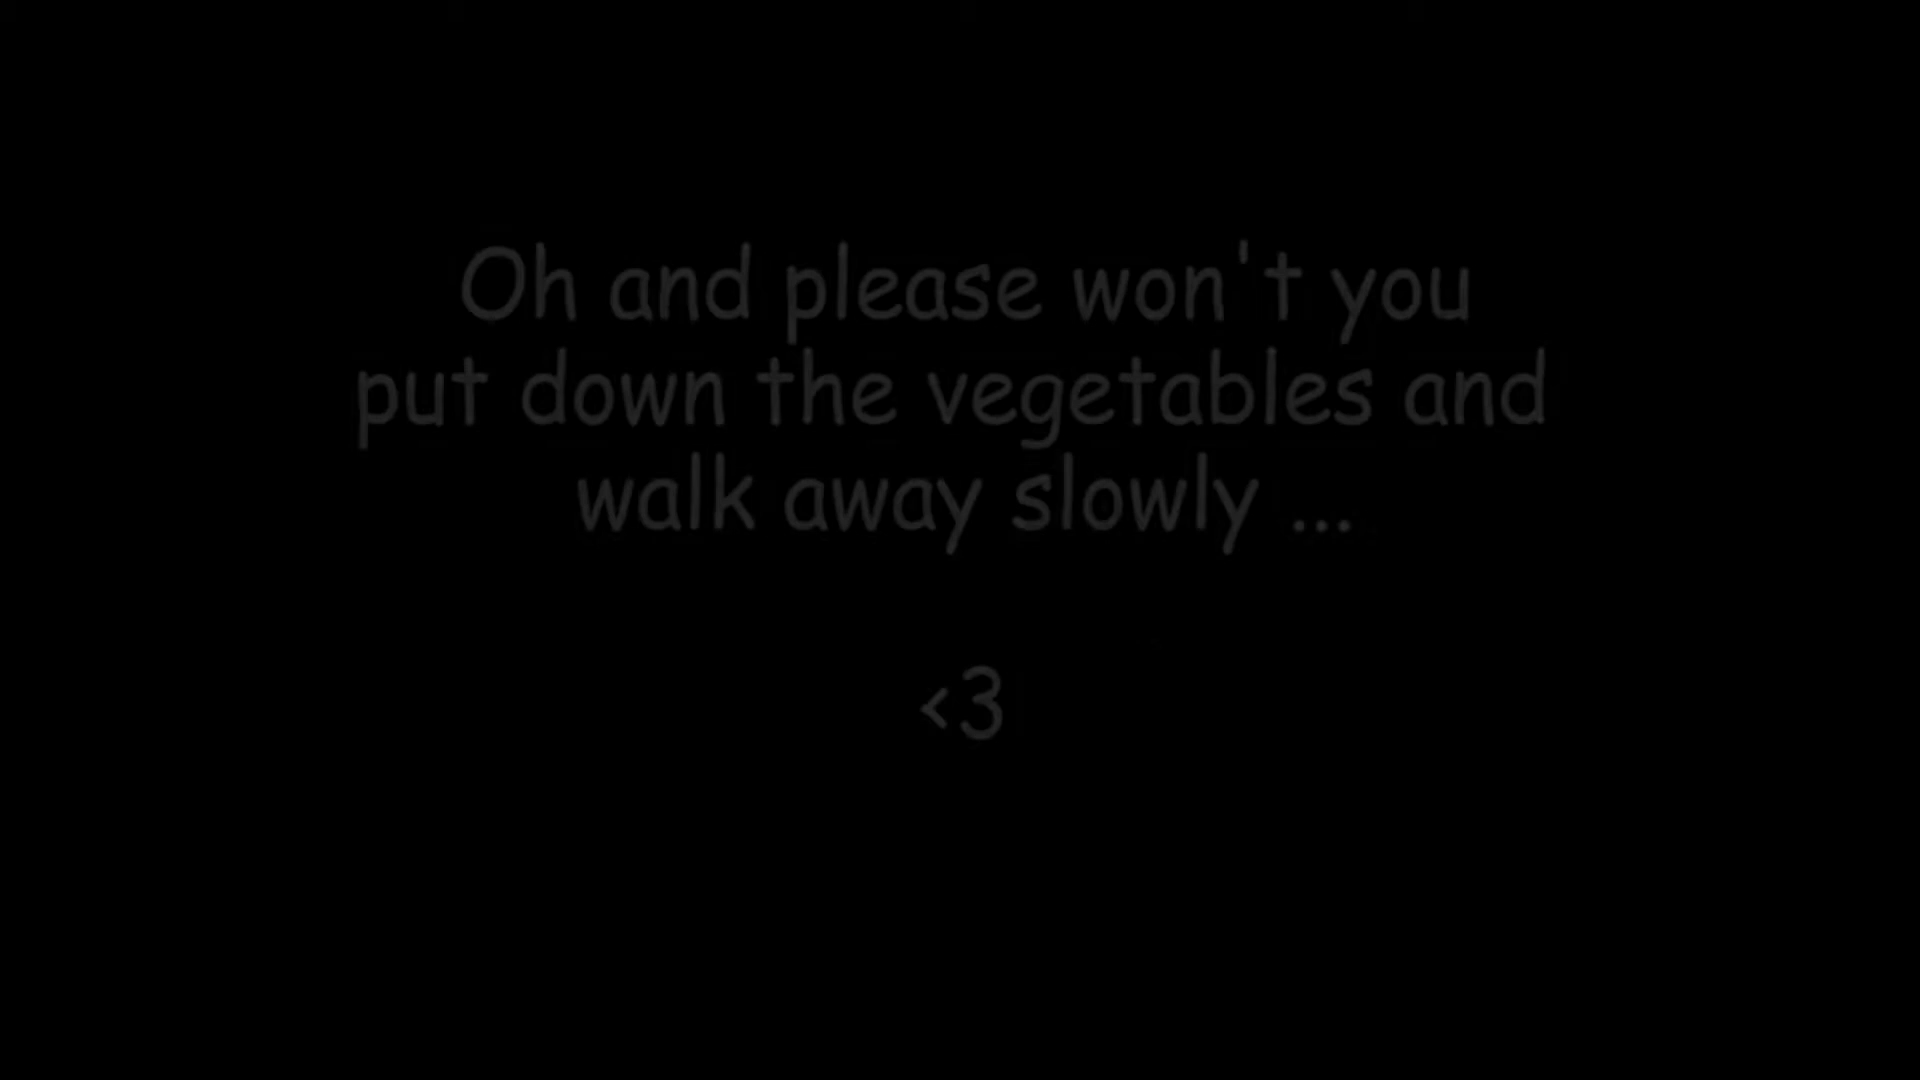 Oh and please won't you
put down the vegetables and
walk away slowly ...
<3